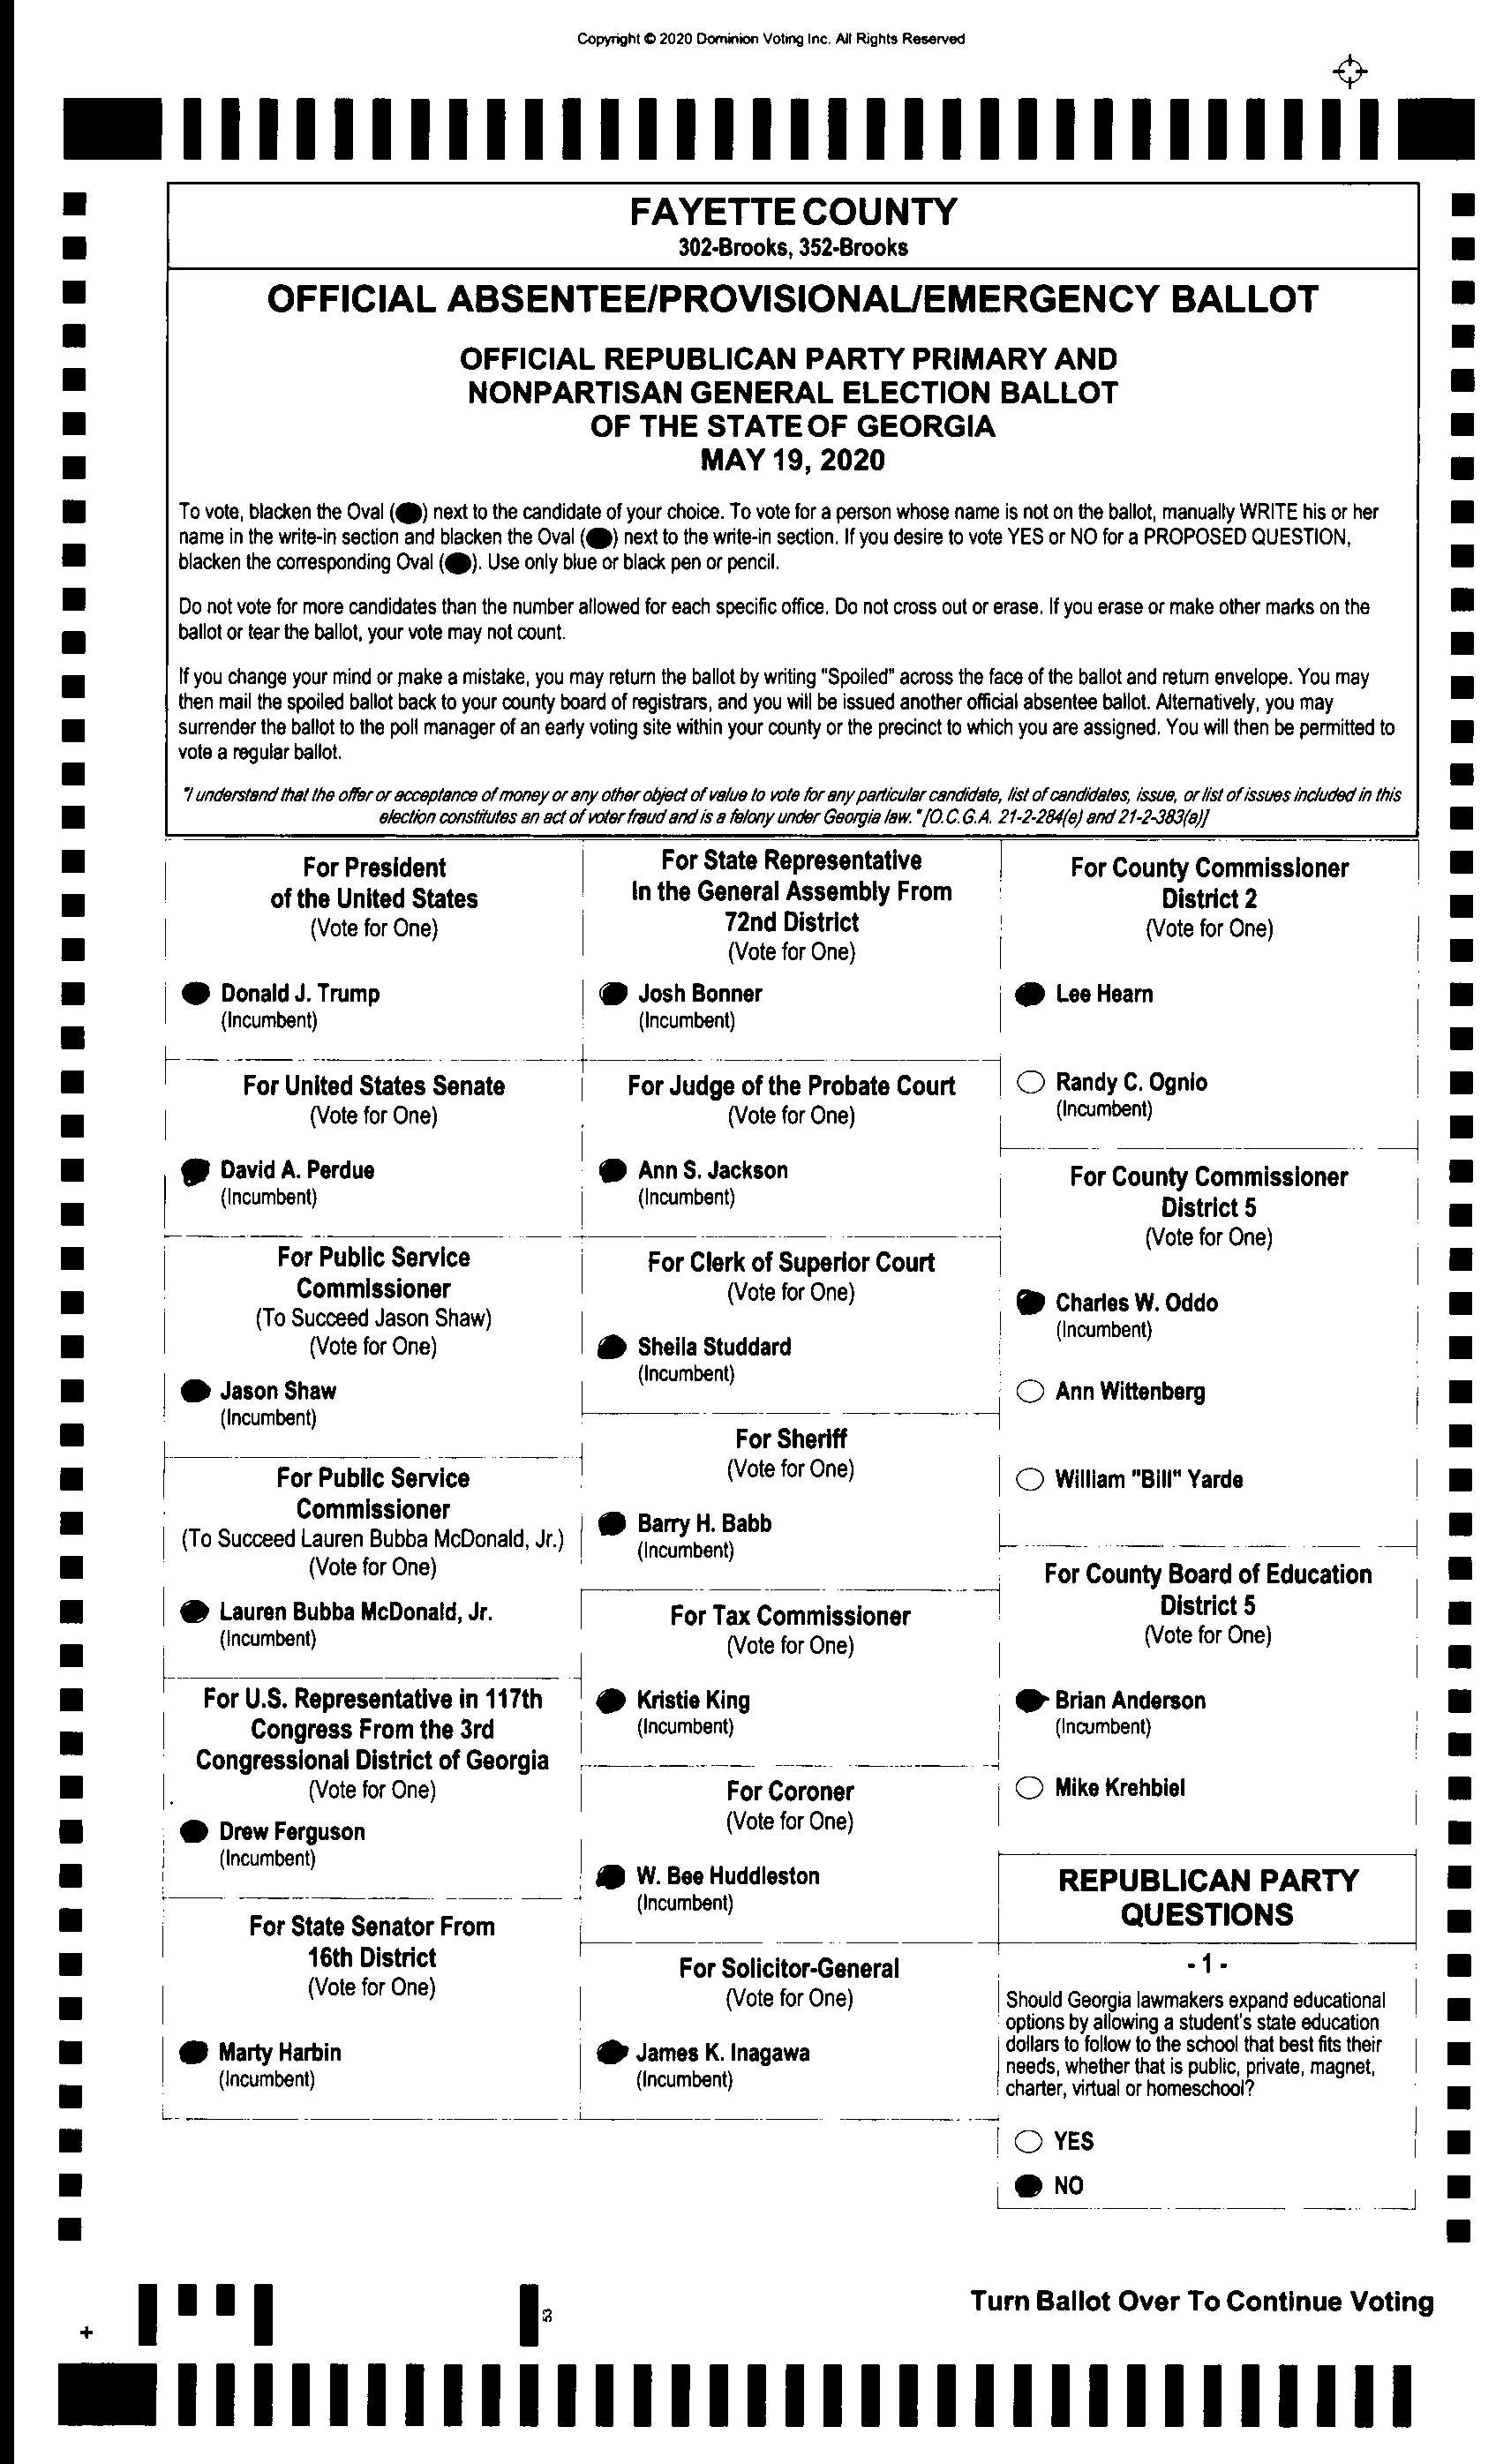 Copyright © 2020 Dominion Voting Inc. All Rights Reserved
FAYETTE COUNTY
302-Brooks, 352-Brooks
OFFICIAL ABSENTEE/PROVISIONAL/EMERGENCY BALLOT
OFFICIAL REPUBLICAN PARTY PRIMARY AND
NONPARTISAN GENERAL ELECTION BALLOT
OF THE STATE OF GEORGIA
MAY 19, 2020
To vote, blacken the Oval ( ) next to the candidate of your choice. To vote for a person whose name is not on the ballot, manually WRITE his or her
name in the write-in section and blacken the Oval ( ) next to the write-in section. If you desire to vote YES or NO for a PROPOSED QUESTION,
blacken the corresponding Oval ( ). Use only blue or black pen or pencil.
Do not vote for more candidates than the number allowed for each specific office. Do not cross out or erase. If you erase or make other marks on the
ballot or tear the ballot, your vote may not count.
If you change your mind or make a mistake, you may return the ballot by writing "Spoiled" across the face of the ballot and return envelope. You may
then mail the spoiled ballot back to your county board of registrars, and you will be issued another official absentee ballot. Alternatively, you may
surrender the ballot to the poll manager of an early voting site within your county or the precinct to which you are assigned. You will then be permitted to
vote a regular ballot.
"I understand that the offer or acceptance of money or any other object of value to vote for any particular candidate, list of candidates, issue, or list of issues included in this
election constitutes an act of voter fraud and is a felony under Georgia law." [O.C.G.A. 21-2-284(e) and 21-2-383(a)]
For President
of the United States
(Vote for One)
Donald J. Trump
(Incumbent)
For United States Senate
(Vote for One)
David A. Perdue
(Incumbent)
For Public Service
Commissioner
(To Succeed Jason Shaw)
(Vote for One)
Jason Shaw
(Incumbent)
For Public Service
Commissioner
(To Succeed Lauren Bubba McDonald, Jr.)
(Vote for One)
Lauren Bubba McDonald, Jr.
(Incumbent)
For U.S. Representative in 117th
Congress From the 3rd
Congressional District of Georgia
(Vote for One)
Drew Ferguson
(Incumbent)
For State Senator From
16th District
(Vote for One)
Marty Harbin
(Incumbent)
For State Representative
In the General Assembly From
72nd District
(Vote for One)
Josh Bonner
(Incumbent)
For Judge of the Probate Court
(Vote for One)
Ann S. Jackson
(Incumbent)
For Clerk of Superior Court
(Vote for One)
Sheila Studdard
(Incumbent)
For Sheriff
(Vote for One)
Barry H. Babb
(Incumbent)
For Tax Commissioner
(Vote for One)
Kristie King
(Incumbent)
For Coroner
(Vote for One)
W. Bee Huddleston
(Incumbent)
For Solicitor-General
(Vote for One)
James K. Inagawa
(Incumbent)
For County Commissioner
District 2
(Vote for One)
Lee Hearn
Randy C. Ognio
(Incumbent)
For County Commissioner
District 5
(Vote for One)
Charles W. Oddo
(Incumbent)
Ann Wittenberg
William "Bill" Yarde
For County Board of Education
District 5
(Vote for One)
Brian Anderson
(Incumbent)
Mike Krehbiel
REPUBLICAN PARTY
QUESTIONS
- 1 -
Should Georgia lawmakers expand educational
options by allowing a student's state education
dollars to follow to the school that best fits their
needs, whether that is public, private, magnet,
charter, virtual or homeschool?
YES
NO
53
Turn Ballot Over To Continue Voting